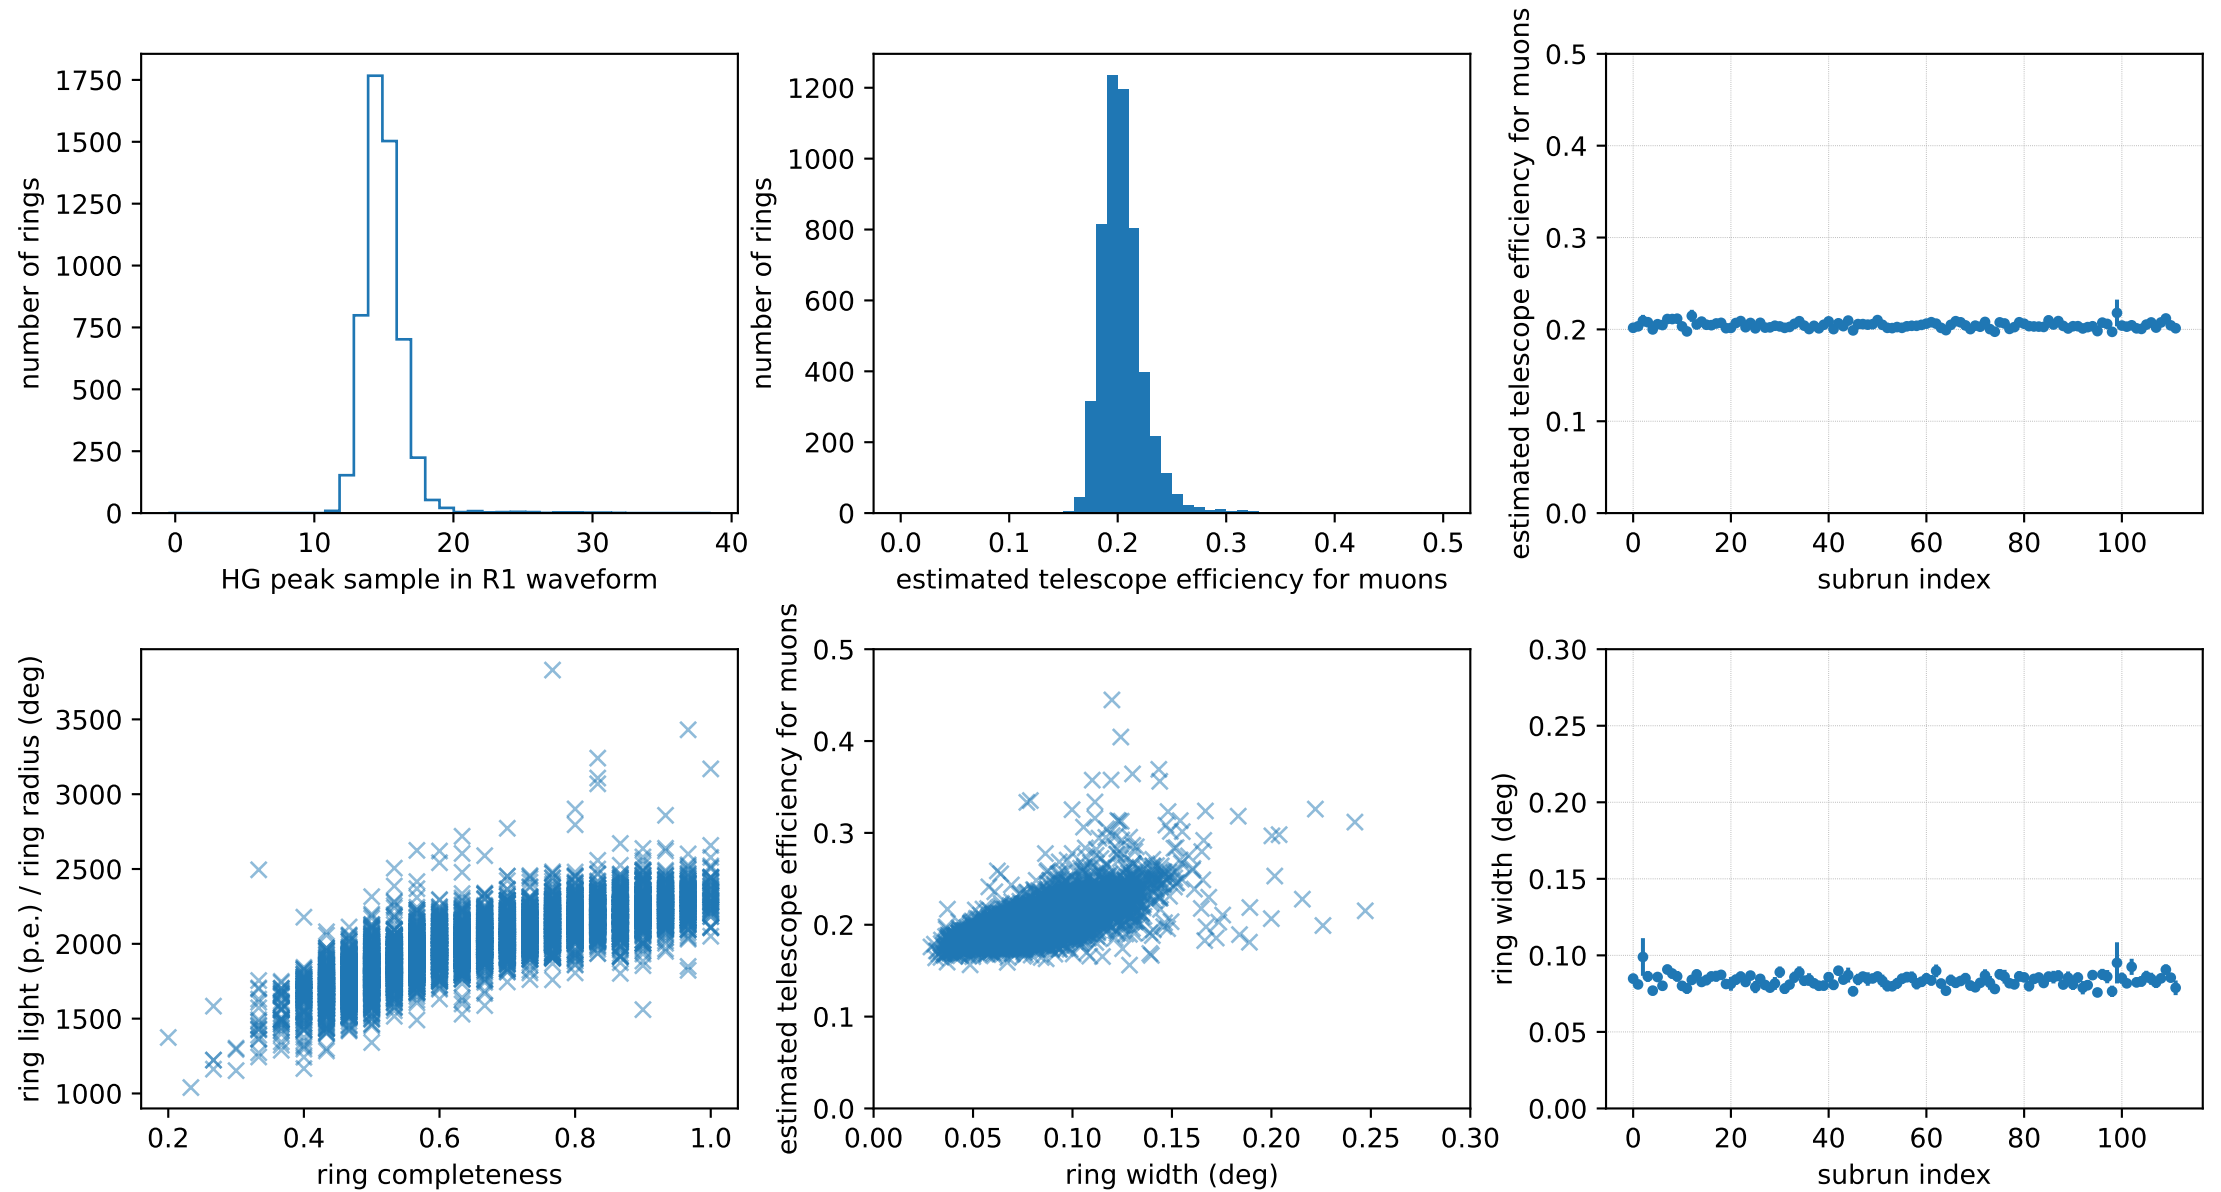 1750
1500
1250
1000
750
500
250
0
number of rings
0 10 20 30 40
HG peak sample in R1 waveform
1200
1000
800
600
400
200
0
number of rings
0.0 0.1 0.2 0.3 0.4 0.5
estimated telescope efficiency for muons
0.5
0.4
0.3
0.2
0.1
0.0
estimated telescope efficiency for muons
0 20 40 60 80 100
subrun index
3500
3000
2500
2000
1500
1000
ring light (p.e.) / ring radius (deg)
0.2 0.4 0.6 0.8 1.0
ring completeness
0.5
0.4
0.3
0.2
0.1
0.0
estimated telescope efficiency for muons
0.00 0.05 0.10 0.15 0.20 0.25 0.30
ring width (deg)
0.30
0.25
0.20
0.15
0.10
0.05
0.00
ring width (deg)
0 20 40 60 80 100
subrun index